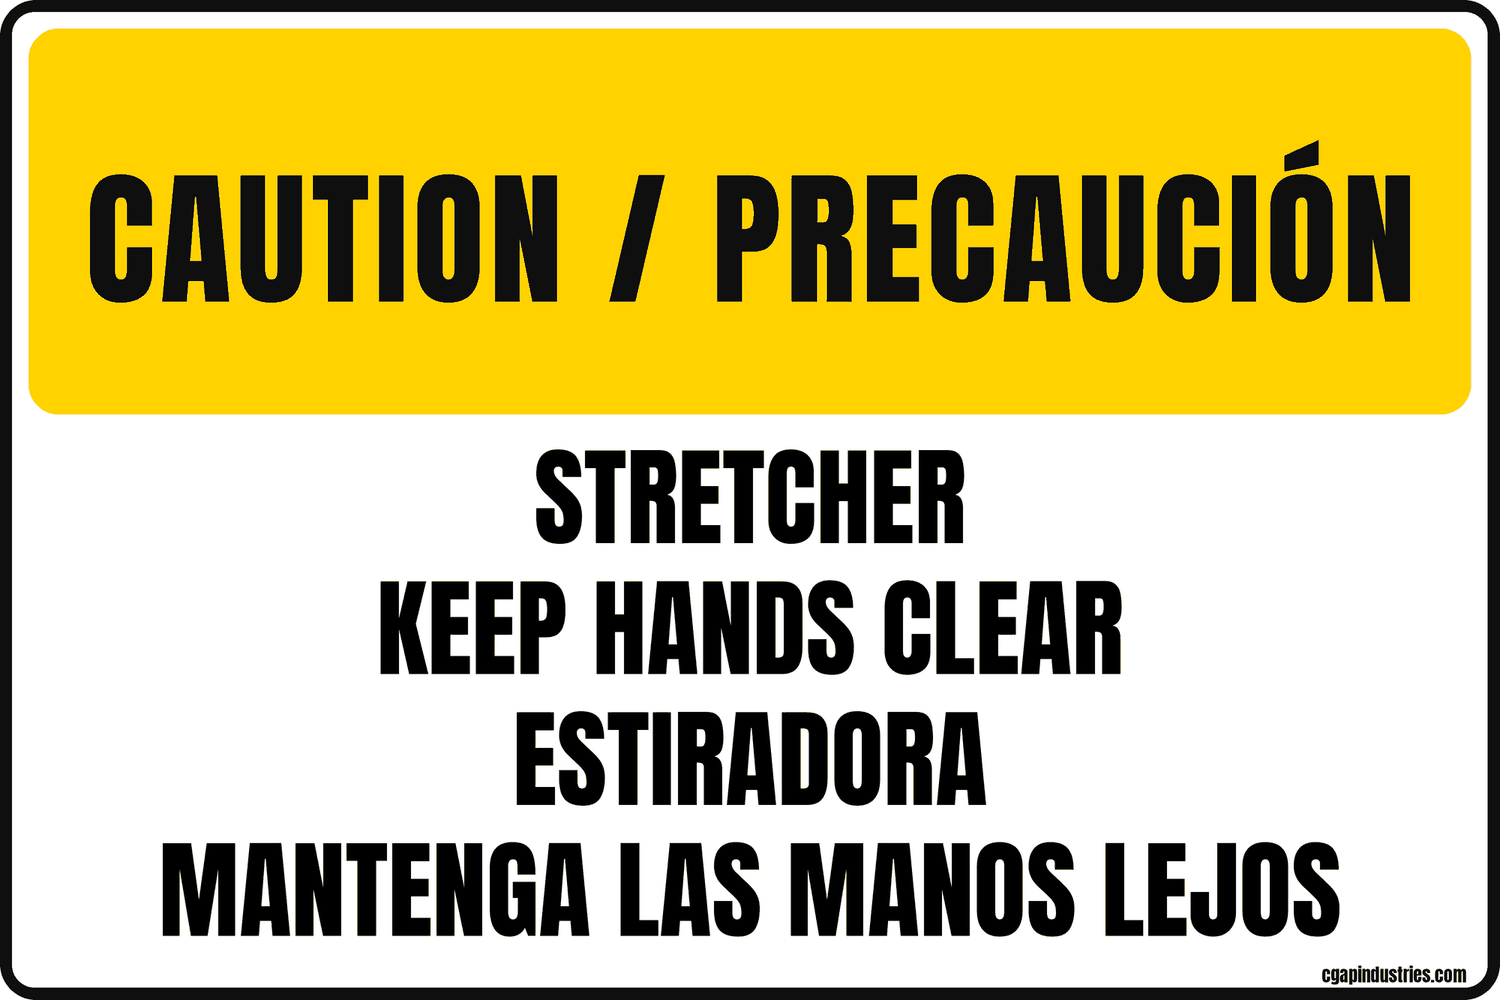 CAUTION / PRECAUCIÓN
STRETCHER
KEEP HANDS CLEAR
ESTIRADORA
MANTENGA LAS MANOS LEJOS
cgapindustries.com